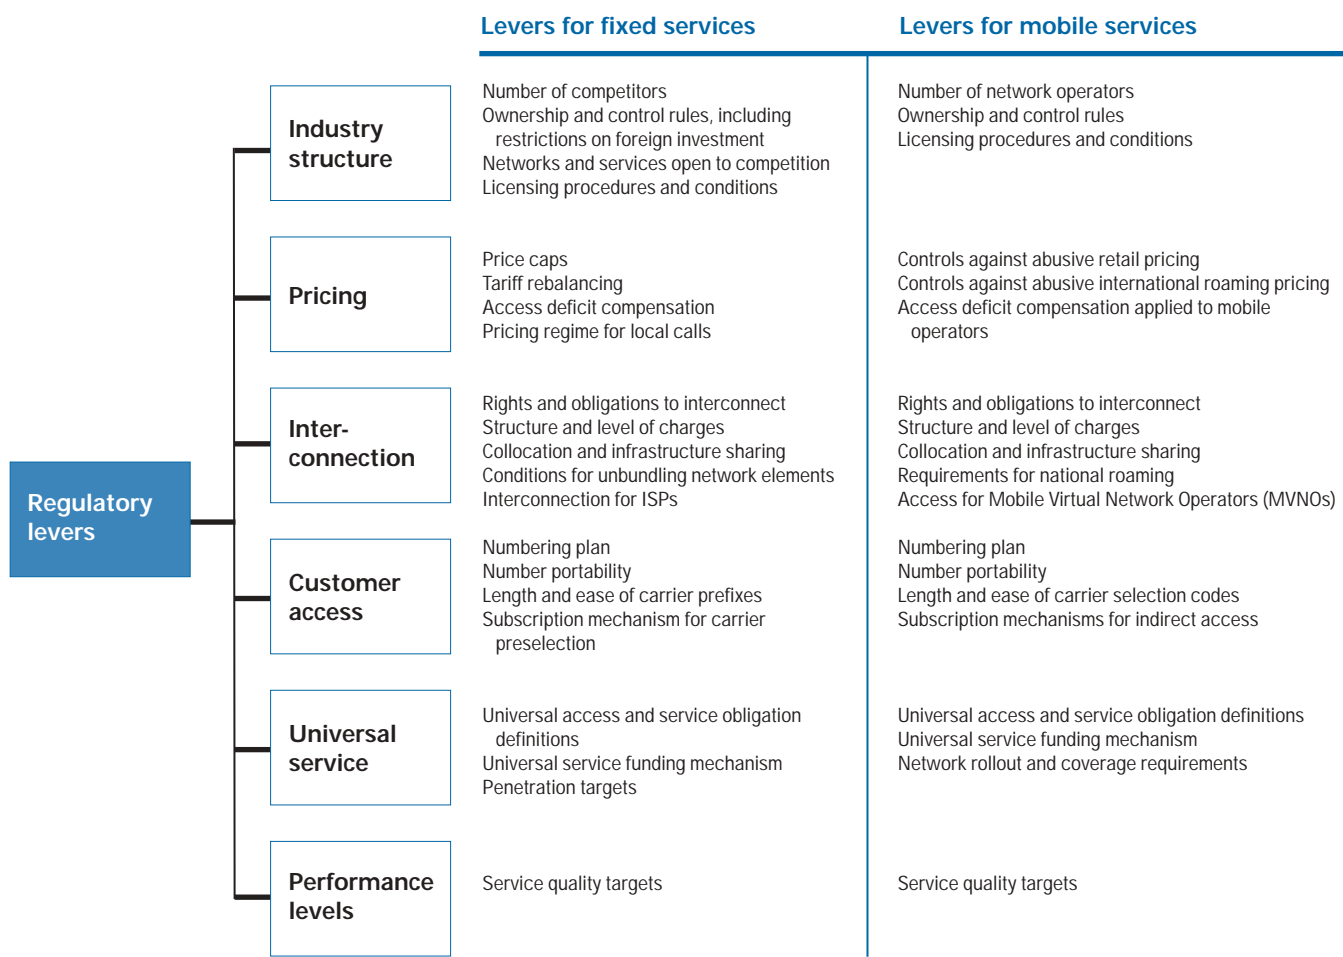 Levers for fixed services
Levers for mobile services
Regulatory
levers
Industry
structure
Number of competitors
Ownership and control rules, including
restrictions on foreign investment
Networks and services open to competition
Licensing procedures and conditions
Number of network operators
Ownership and control rules
Licensing procedures and conditions
Pricing
Price caps
Tariff rebalancing
Access deficit compensation
Pricing regime for local calls
Controls against abusive retail pricing
Controls against abusive international roaming pricing
Access deficit compensation applied to mobile
operators
Inter-
connection
Rights and obligations to interconnect
Structure and level of charges
Collocation and infrastructure sharing
Conditions for unbundling network elements
Interconnection for ISPs
Rights and obligations to interconnect
Structure and level of charges
Collocation and infrastructure sharing
Requirements for national roaming
Access for Mobile Virtual Network Operators (MVNOs)
Customer
access
Numbering plan
Number portability
Length and ease of carrier prefixes
Subscription mechanism for carrier
preselection
Numbering plan
Number portability
Length and ease of carrier selection codes
Subscription mechanisms for indirect access
Universal
service
Universal access and service obligation
definitions
Universal service funding mechanism
Penetration targets
Universal access and service obligation definitions
Universal service funding mechanism
Network rollout and coverage requirements
Performance
levels
Service quality targets
Service quality targets